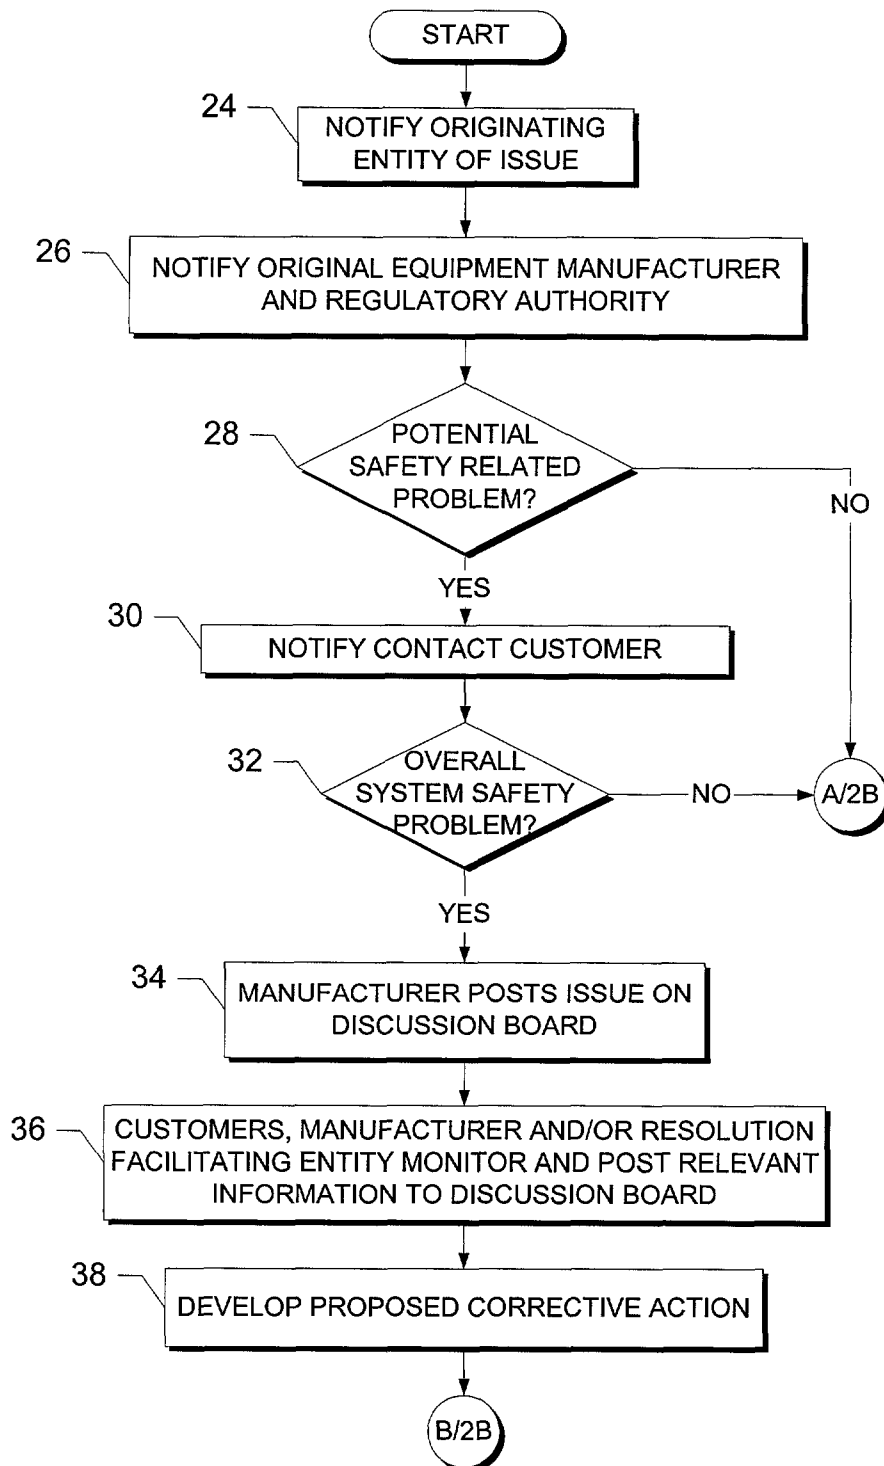 START
24
NOTIFY ORIGINATING
ENTITY OF ISSUE
26
NOTIFY ORIGINAL EQUIPMENT MANUFACTURER
AND REGULATORY AUTHORITY
28
POTENTIAL
SAFETY RELATED
PROBLEM?
NO
YES
30
NOTIFY CONTACT CUSTOMER
32
OVERALL
SYSTEM SAFETY
PROBLEM?
NO
A/2B
YES
34
MANUFACTURER POSTS ISSUE ON
DISCUSSION BOARD
36
CUSTOMERS, MANUFACTURER AND/OR RESOLUTION
FACILITATING ENTITY MONITOR AND POST RELEVANT
INFORMATION TO DISCUSSION BOARD
38
DEVELOP PROPOSED CORRECTIVE ACTION
B/2B